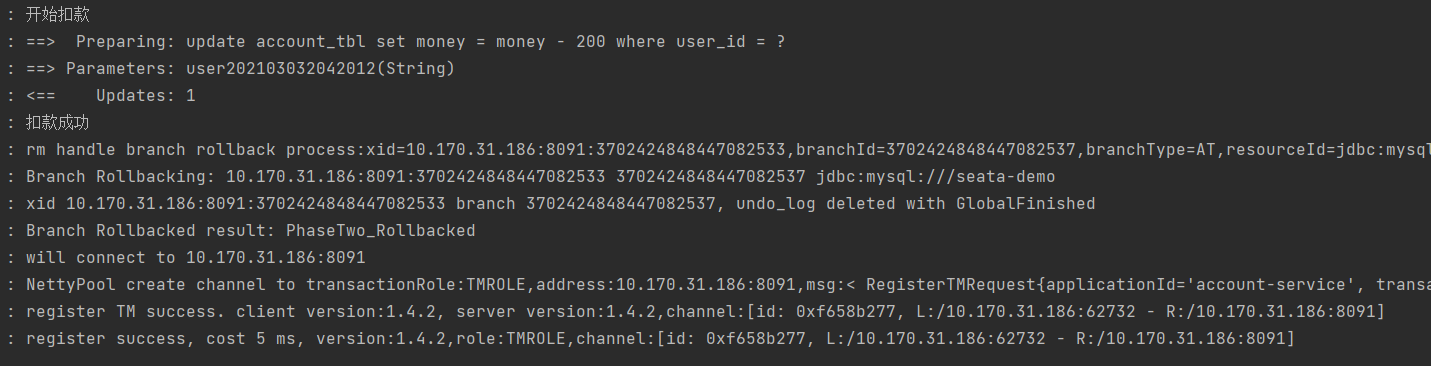 : 开始扣款
: ==>  Preparing: update account_tbl set money = money - 200 where user_id = ?
: ==> Parameters: user202103032042012(String)
: <==    Updates: 1
: 扣款成功
: rm handle branch rollback process:xid=10.170.31.186:8091:3702424848447082533,branchId=3702424848447082537,branchType=AT,resourceId=jdbc:mysql
: Branch Rollbacking: 10.170.31.186:8091:3702424848447082533 3702424848447082537 jdbc:mysql:///seata-demo
: xid 10.170.31.186:8091:3702424848447082533 branch 3702424848447082537, undo_log deleted with GlobalFinished
: Branch Rollbacked result: PhaseTwo_Rollbacked
: will connect to 10.170.31.186:8091
: NettyPool create channel to transactionRole:TMROLE,address:10.170.31.186:8091,msg:< RegisterTMRequest{applicationId='account-service', transa
: register TM success. client version:1.4.2, server version:1.4.2,channel:[id: 0xf658b277, L:/10.170.31.186:62732 - R:/10.170.31.186:8091]
: register success, cost 5 ms, version:1.4.2,role:TMROLE,channel:[id: 0xf658b277, L:/10.170.31.186:62732 - R:/10.170.31.186:8091]